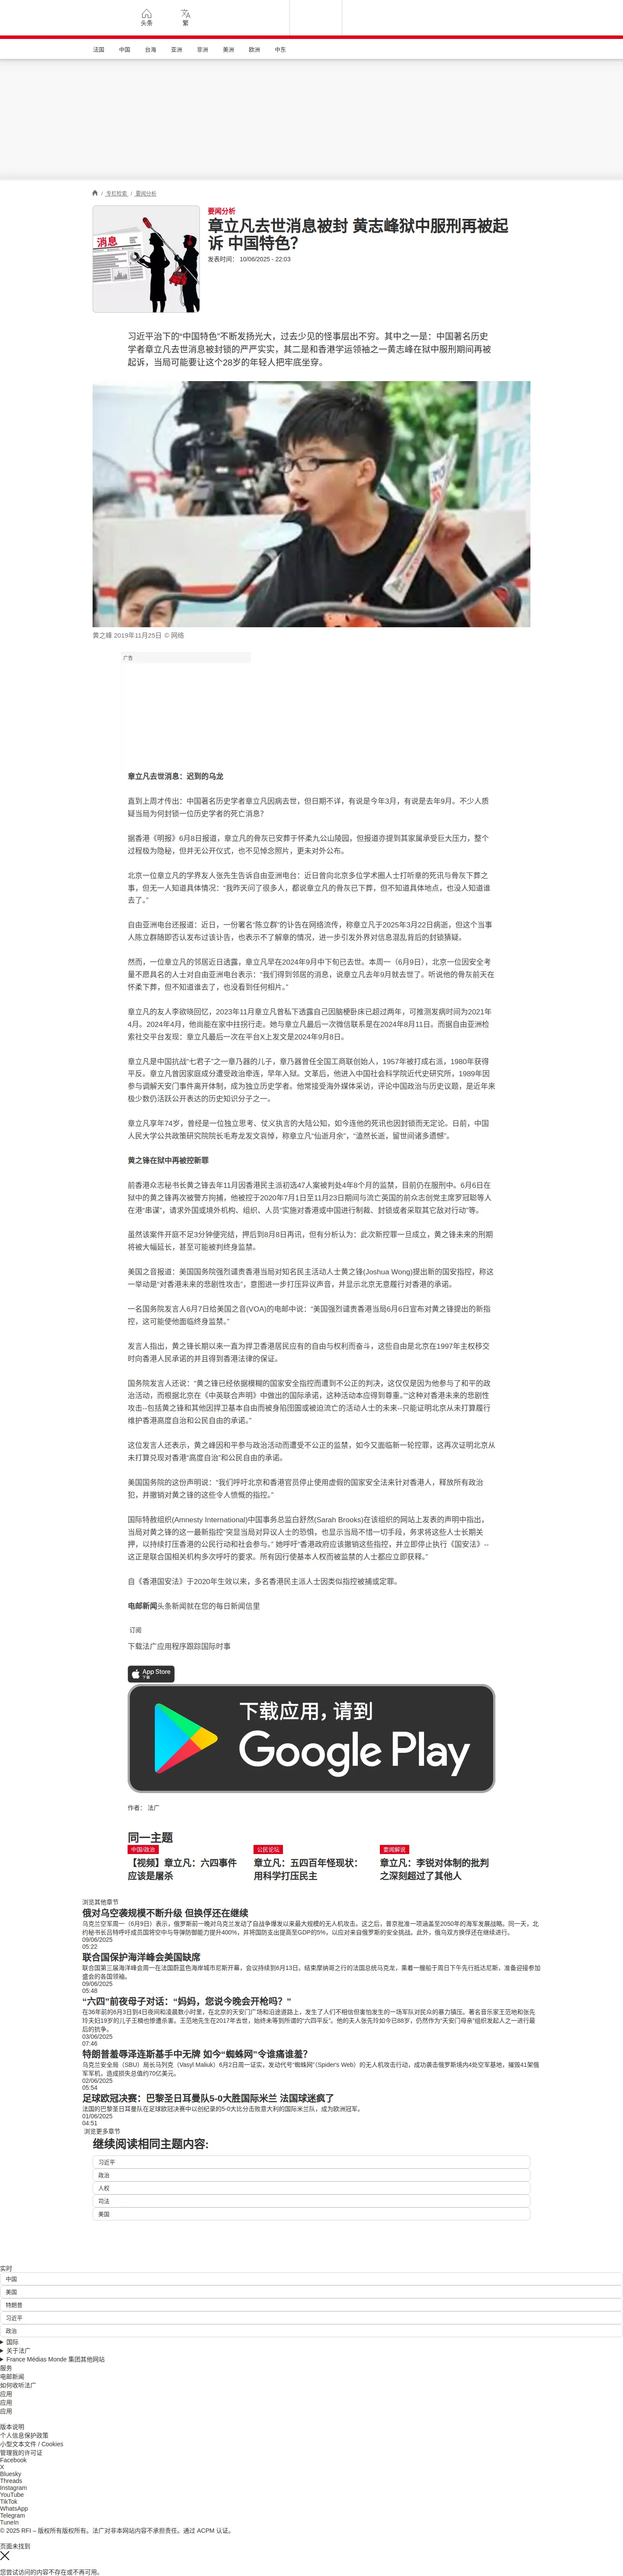 头条
繁
法国 中国 台海 亚洲 非洲 美洲 欧洲 中东
/ 专栏检索 / 要闻分析
消息
要闻分析
章立凡去世消息被封 黄志峰狱中服刑再被起
诉 中国特色？
发表时间： 10/06/2025 - 22:03
习近平治下的“中国特色”不断发扬光大，过去少见的怪事层出不穷。其中之一是：中国著名历史
学者章立凡去世消息被封锁的严严实实，其二是和香港学运领袖之一黄志峰在狱中服刑期间再被
起诉，当局可能要让这个28岁的年轻人把牢底坐穿。
黄之峰 2019年11月25日 © 网络
广告
章立凡去世消息：迟到的乌龙
直到上周才传出：中国著名历史学者章立凡因病去世，但日期不详，有说是今年3月，有说是去年9月。不少人质
疑当局为何封锁一位历史学者的死亡消息？
据香港《明报》6月8日报道，章立凡的骨灰已安葬于怀柔九公山陵园，但报道亦提到其家属承受巨大压力，整个
过程极为隐秘，但并无公开仪式，也不见悼念照片，更未对外公布。
北京一位章立凡的学界友人张先生告诉自由亚洲电台：近日曾向北京多位学术圈人士打听章的死讯与骨灰下葬之
事，但无一人知道具体情况：“我昨天问了很多人，都说章立凡的骨灰已下葬，但不知道具体地点，也没人知道谁
去了。”
自由亚洲电台还报道：近日，一份署名“陈立群”的讣告在网络流传，称章立凡于2025年3月22日病逝，但这个当事
人陈立群随即否认发布过该讣告，也表示不了解章的情况，进一步引发外界对信息混乱背后的封锁猜疑。
然而，一位章立凡的邻居近日透露，章立凡早在2024年9月中下旬已去世。本周一（6月9日），北京一位因安全考
量不愿具名的人士对自由亚洲电台表示：“我们得到邻居的消息，说章立凡去年9月就去世了。听说他的骨灰前天在
怀柔下葬，但不知道谁去了，也没看到任何相片。”
章立凡的友人李欲晓回忆，2023年11月章立凡曾私下透露自己因脑梗卧床已超过两年，可推测发病时间为2021年
4月。2024年4月，他尚能在家中拄拐行走。她与章立凡最后一次微信联系是在2024年8月11日。而据自由亚洲检
索社交平台发现：章立凡最后一次在平台X上发文是2024年9月8日。
章立凡是中国抗战“七君子”之一章乃器的儿子，章乃器曾任全国工商联创始人，1957年被打成右派，1980年获得
平反。章立凡曾因家庭成分遭受政治牵连，早年入狱。文革后，他进入中国社会科学院近代史研究所，1989年因
参与调解天安门事件离开体制，成为独立历史学者。他常接受海外媒体采访，评论中国政治与历史议题，是近年来
极少数仍活跃公开表达的历史知识分子之一。
章立凡享年74岁，曾经是一位独立思考、仗义执言的大陆公知，如今连他的死讯也因封锁而无定论。日前，中国
人民大学公共政策研究院院长毛寿龙发文哀悼，称章立凡“仙逝月余”，“溘然长逝，留世间诸多遗憾”。
黄之锋在狱中再被控新罪
前香港众志秘书长黄之锋去年11月因香港民主派初选47人案被判处4年8个月的监禁，目前仍在服刑中。6月6日在
狱中的黄之锋再次被警方拘捕，他被控于2020年7月1日至11月23日期间与流亡英国的前众志创党主席罗冠聪等人
在港“串谋”，请求外国或境外机构、组织、人员“实施对香港或中国进行制裁、封锁或者采取其它敌对行动”等。
虽然该案件开庭不足3分钟便完结，押后到8月8日再讯，但有分析认为：此次新控罪一旦成立，黄之锋未来的刑期
将被大幅延长，甚至可能被判终身监禁。
美国之音报道：美国国务院强烈谴责香港当局对知名民主活动人士黄之锋(Joshua Wong)提出新的国安指控，称这
一举动是“对香港未来的悲剧性攻击”，意图进一步打压异议声音，并显示北京无意履行对香港的承诺。
一名国务院发言人6月7日给美国之音(VOA)的电邮中说：“美国强烈谴责香港当局6月6日宣布对黄之锋提出的新指
控，这可能使他面临终身监禁。”
发言人指出，黄之锋长期以来一直为捍卫香港居民应有的自由与权利而奋斗，这些自由是北京在1997年主权移交
时向香港人民承诺的并且得到香港法律的保证。
国务院发言人还说：“黄之锋已经依据模糊的国家安全指控而遭到不公正的判决，这仅仅是因为他参与了和平的政
治活动，而根据北京在《中英联合声明》中做出的国际承诺，这种活动本应得到尊重。”“这种对香港未来的悲剧性
攻击--包括黄之锋和其他因捍卫基本自由而被身陷囹圄或被迫流亡的活动人士的未来--只能证明北京从未打算履行
维护香港高度自治和公民自由的承诺。”
这位发言人还表示，黄之峰因和平参与政治活动而遭受不公正的监禁，如今又面临新一轮控罪，这再次证明北京从
未打算兑现对香港“高度自治”和公民自由的承诺。
美国国务院的这份声明说：“我们呼吁北京和香港官员停止使用虚假的国家安全法来针对香港人，释放所有政治
犯，并撤销对黄之锋的这些令人愤慨的指控。”
国际特赦组织(Amnesty International)中国事务总监白舒然(Sarah Brooks)在该组织的网站上发表的声明中指出，
当局对黄之锋的这一最新指控“突显当局对异议人士的恐惧，也显示当局不惜一切手段，务求将这些人士长期关
押，以持续打压香港的公民行动和社会参与。” 她呼吁“香港政府应该撤销这些指控，并立即停止执行《国安法》--
这正是联合国相关机构多次呼吁的要求。所有因行使基本人权而被监禁的人士都应立即获释。”
自《香港国安法》于2020年生效以来，多名香港民主派人士因类似指控被捕或定罪。
电邮新闻头条新闻就在您的每日新闻信里
订阅
下载法广应用程序跟踪国际时事
App Store
下载
下载应用，请到
Google Play
作者： 法广
同一主题
中国/政治
【视频】章立凡：六四事件
应该是屠杀
公民论坛
章立凡：五四百年怪现状：
用科学打压民主
要闻解说
章立凡：李锐对体制的批判
之深刻超过了其他人
浏览其他章节
俄对乌空袭规模不断升级 但换俘还在继续
乌克兰空军周一（6月9日）表示，俄罗斯前一晚对乌克兰发动了自战争爆发以来最大规模的无人机攻击。这之后，普京批准一项涵盖至2050年的海军发展战略。同一天，北
约秘书长吕特呼吁成员国将空中与导弹防御能力提升400%，并将国防支出提高至GDP的5%，以应对来自俄罗斯的安全挑战。此外，俄乌双方换俘还在继续进行。
09/06/2025
05:22
联合国保护海洋峰会美国缺席
联合国第三届海洋峰会周一在法国蔚蓝色海岸城市尼斯开幕，会议持续到6月13日。结束摩纳哥之行的法国总统马克龙，乘着一艘船于周日下午先行抵达尼斯，准备迎接参加
盛会的各国领袖。
09/06/2025
05:48
“六四”前夜母子对话：“妈妈，您说今晚会开枪吗？”
在36年前的6月3日到4日夜间和凌晨数小时里，在北京的天安门广场和沿途道路上，发生了人们不相信但害怕发生的一场军队对民众的暴力镇压。著名音乐家王范地和张先
玲夫妇19岁的儿子王楠也惨遭杀害。王范地先生在2017年去世，始终未等到所谓的“六四平反”。他的夫人张先玲如今已88岁，仍然作为“天安门母亲”组织发起人之一进行最
后的抗争。
03/06/2025
07:46
特朗普羞辱泽连斯基手中无牌 如今“蜘蛛网”令谁痛谁羞？
乌克兰安全局（SBU）局长马列克（Vasyl Maliuk）6月2日周一证实，发动代号“蜘蛛网”（Spider's Web）的无人机攻击行动，成功袭击俄罗斯境内4处空军基地，摧毁41架俄
军军机，造成损失总值约70亿美元。
02/06/2025
05:54
足球欧冠决赛：巴黎圣日耳曼队5-0大胜国际米兰 法国球迷疯了
法国的巴黎圣日耳曼队在足球欧冠决赛中以创纪录的5-0大比分击败意大利的国际米兰队，成为欧洲冠军。
01/06/2025
04:51
浏览更多章节
继续阅读相同主题内容:
习近平
政治
人权
司法
美国
实时
中国
美国
特朗普
习近平
政治
国际
关于法广
France Médias Monde 集团其他网站
服务
电邮新闻
如何收听法广
应用
应用
应用
版本说明
个人信息保护政策
小型文本文件 / Cookies
管理我的许可证
Facebook
X
Bluesky
Threads
Instagram
YouTube
TikTok
WhatsApp
Telegram
TuneIn
© 2025 RFI – 版权所有版权所有。法广对非本网站内容不承担责任。通过 ACPM 认证。
页面未找到
您尝试访问的内容不存在或不再可用。